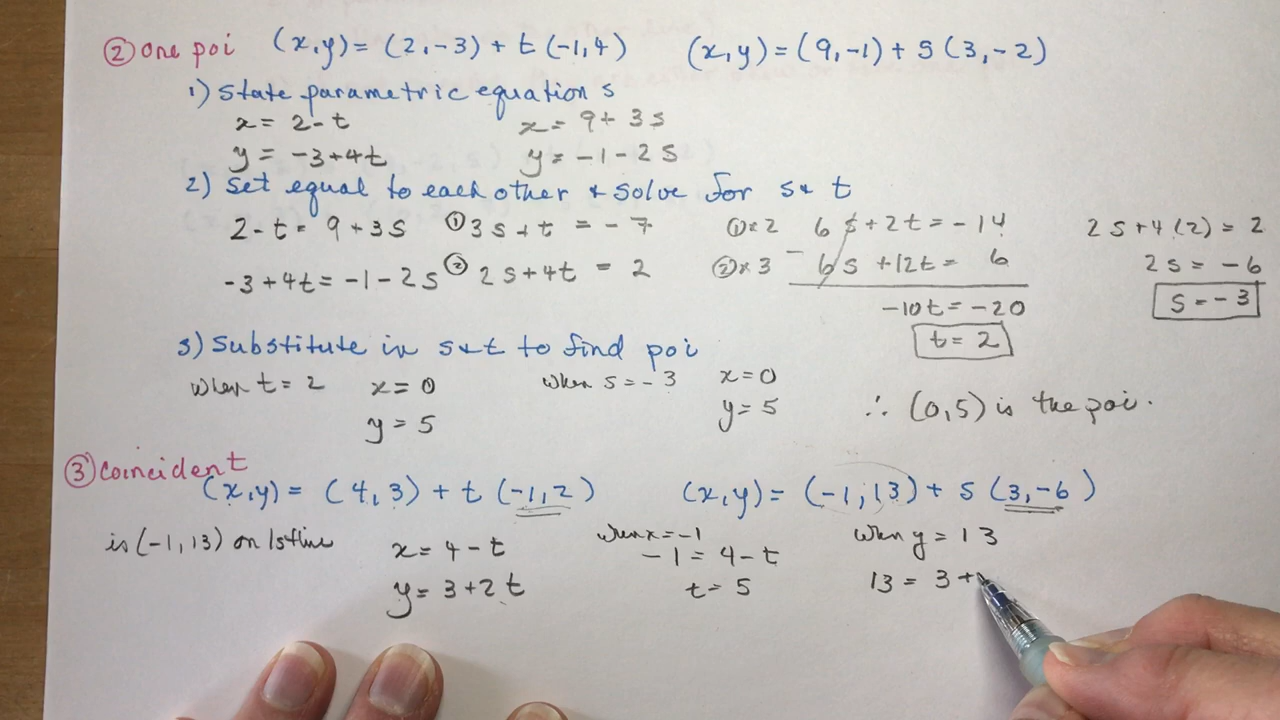 ② One poi (x,y) = (2,-3) + t(-1,4) (x,y) = (9,-1) + s(3,-2)
1) State parametric equations
x = 2-t x = 9+3s
y = -3+4t y = -1-2s
2) set equal to each other & solve for s & t
2-t = 9+3s ① 3s+t = -7 ①×2 6s+2t = -14 2s+4(2) = 2
-3+4t = -1-2s ② 2s+4t = 2 ②×3 - 6s+12t = 6 2s = -6
-10t = -20 s = -3
t = 2
3) Substitute in s & t to find poi
when t = 2 x = 0 when s = -3 x = 0
y = 5 y = 5 ∴ (0,5) is the poi.
③ Coincident
(x,y) = (4,3) + t(-1,2) (x,y) = (-1,13) + s(3,-6)
is (-1,13) on 1st line x = 4-t when x = -1 when y = 13
-1 = 4-t
y = 3+2t t = 5 13 = 3+